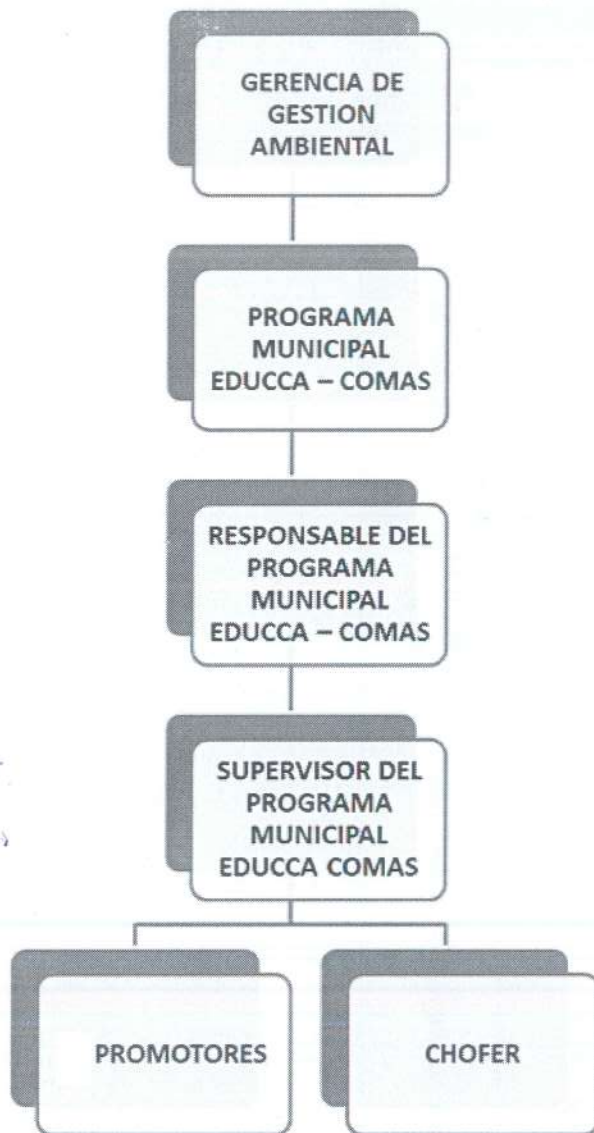 GERENCIA DE
GESTION
AMBIENTAL
PROGRAMA
MUNICIPAL
EDUCCA – COMAS
RESPONSABLE DEL
PROGRAMA
MUNICIPAL
EDUCCA – COMAS
SUPERVISOR DEL
PROGRAMA
MUNICIPAL
EDUCCA COMAS
PROMOTORES
CHOFER